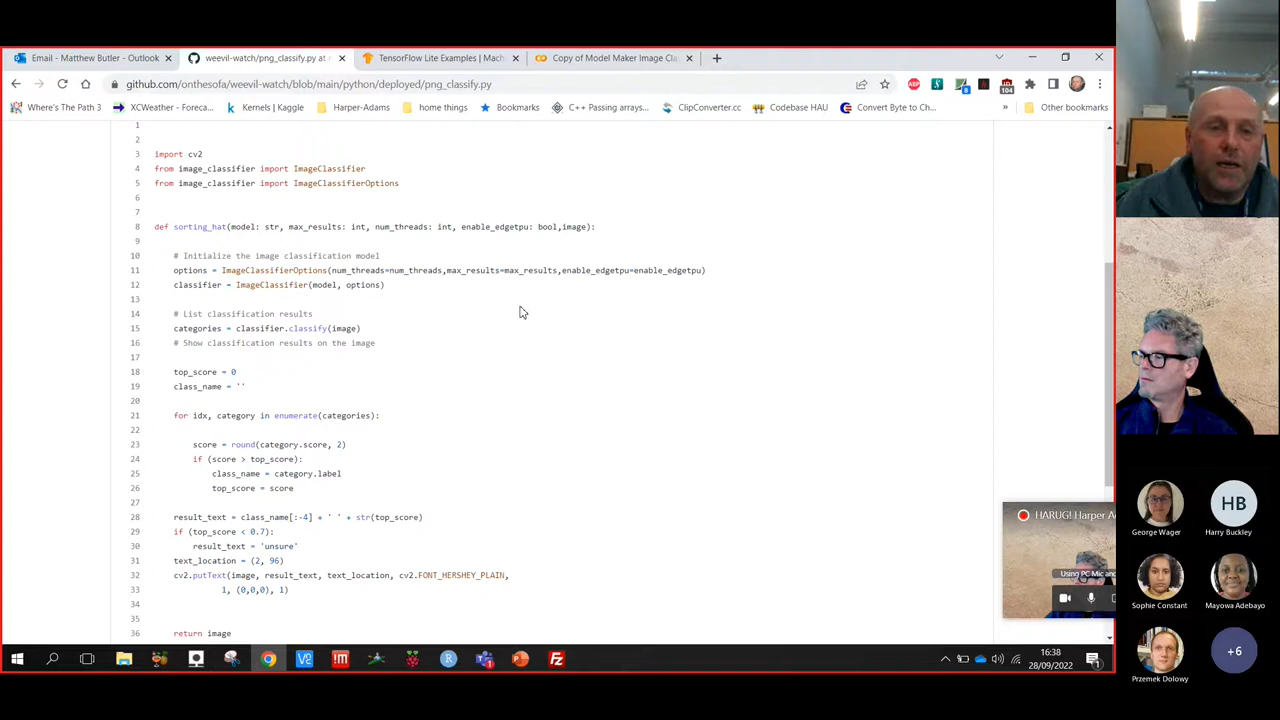 Email - Matthew Butler - Outlook
weevil-watch/png_classify.py at m
TensorFlow Lite Examples | Mach
Copy of Model Maker Image Cla
github.com/onthesofa/weevil-watch/blob/main/python/deployed/png_classify.py
Where's The Path 3
XCWeather - Foreca...
Kernels | Kaggle
Harper-Adams
home things
Bookmarks
C++ Passing arrays...
ClipConverter.cc
Codebase HAU
Convert Byte to Ch...
»
Other bookmarks
ABP
8
104
1
2
3 import cv2
4 from image_classifier import ImageClassifier
5 from image_classifier import ImageClassifierOptions
6
7
8 def sorting_hat(model: str, max_results: int, num_threads: int, enable_edgetpu: bool,image):
9
10 # Initialize the image classification model
11 options = ImageClassifierOptions(num_threads=num_threads,max_results=max_results,enable_edgetpu=enable_edgetpu)
12 classifier = ImageClassifier(model, options)
13
14 # List classification results
15 categories = classifier.classify(image)
16 # Show classification results on the image
17
18 top_score = 0
19 class_name = ''
20
21 for idx, category in enumerate(categories):
22
23 score = round(category.score, 2)
24 if (score > top_score):
25 class_name = category.label
26 top_score = score
27
28 result_text = class_name[:-4] + ' ' + str(top_score)
29 if (top_score < 0.7):
30 result_text = 'unsure'
31 text_location = (2, 96)
32 cv2.putText(image, result_text, text_location, cv2.FONT_HERSHEY_PLAIN,
33 1, (0,0,0), 1)
34
35
36 return image
HARUG! Harper A
Using PC Mic and
16:38
28/09/2022
1
HB
George Wager
Harry Buckley
Sophie Constant
Mayowa Adebayo
+6
Przemek Dolowy